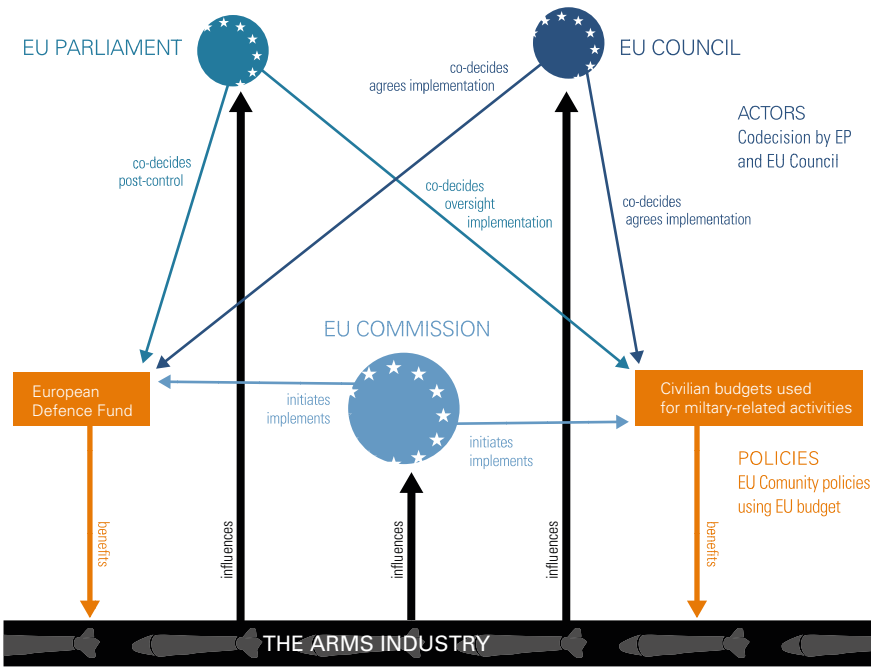 EU PARLIAMENT
EU COUNCIL
co-decides
agrees implementation
ACTORS
Codecision by EP
and EU Council
co-decides
post-control
co-decides
oversight
implementation
co-decides
agrees implementation
EU COMMISSION
European
Defence Fund
initiates
implements
Civilian budgets used
for miltary-related activities
initiates
implements
POLICIES
EU Comunity policies
using EU budget
benefits
influences
influences
influences
benefits
THE ARMS INDUSTRY